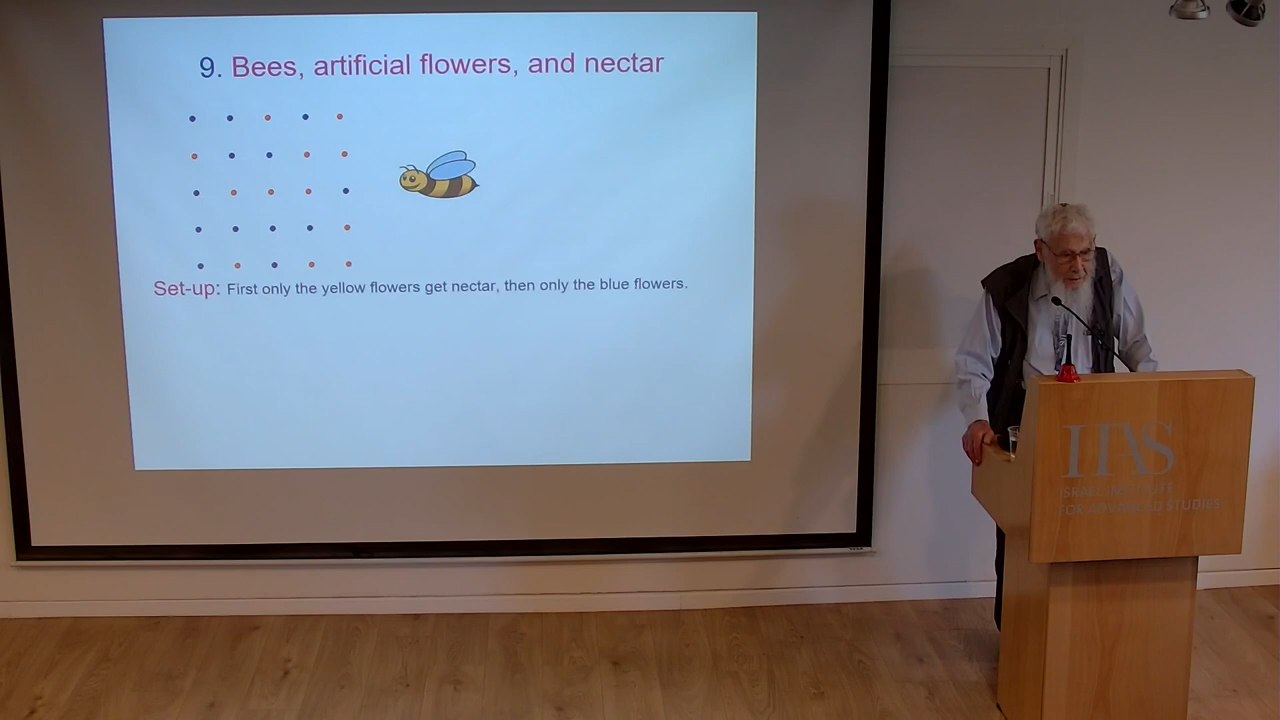 9. Bees, artificial flowers, and nectar
Set-up: First only the yellow flowers get nectar, then only the blue flowers.
IIAS
ISRAEL INSTITUTE
FOR ADVANCED STUDIES